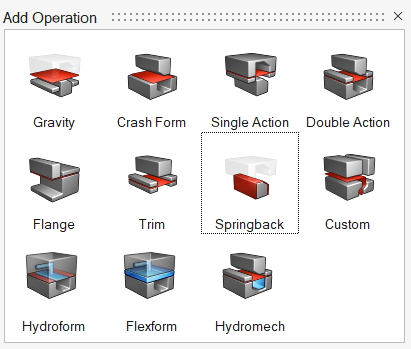 Add Operation
Gravity Crash Form Single Action Double Action
Flange Trim Springback Custom
Hydroform Flexform Hydromech